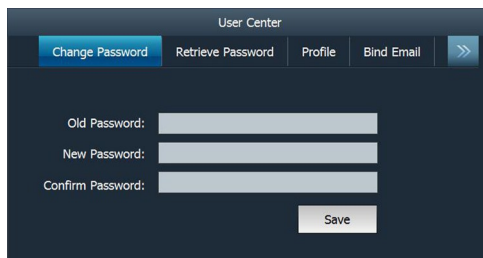 User Center
Change Password Retrieve Password Profile Bind Email »
Old Password:
New Password:
Confirm Password:
Save